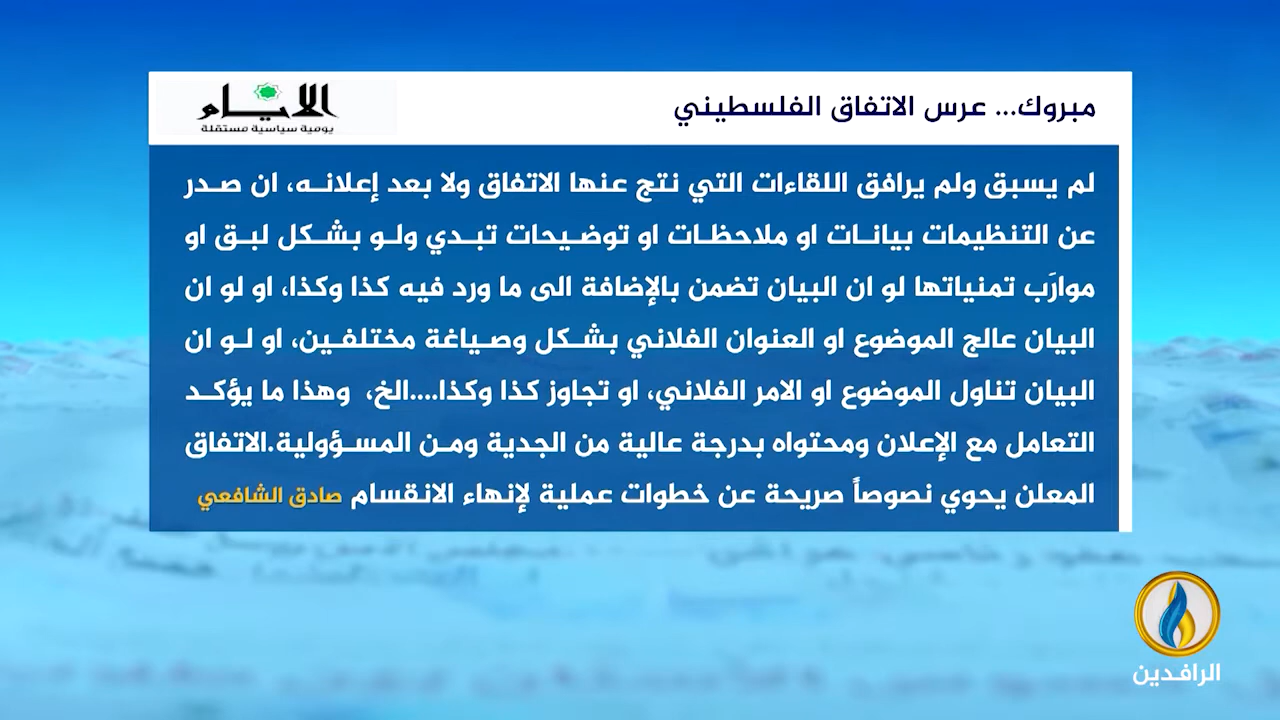 مبروك... عرس الاتفاق الفلسطيني
الايام
يومية سياسية مستقلة
لم يسبق ولم يرافق اللقاءات التي نتج عنها الاتفاق ولا بعد إعلانه، ان صدر
عن التنظيمات بيانات او ملاحظات او توضيحات تبدي ولو بشكل لبق او
موارَب تمنياتها لو ان البيان تضمن بالإضافة الى ما ورد فيه كذا وكذا، او لو ان
البيان عالج الموضوع او العنوان الفلاني بشكل وصياغة مختلفين، او لو ان
البيان تناول الموضوع او الامر الفلاني، او تجاوز كذا وكذا....الخ، وهذا ما يؤكد
التعامل مع الإعلان ومحتواه بدرجة عالية من الجدية ومن المسؤولية.الاتفاق
المعلن يحوي نصوصاً صريحة عن خطوات عملية لإنهاء الانقسام صادق الشافعي
الرافدين